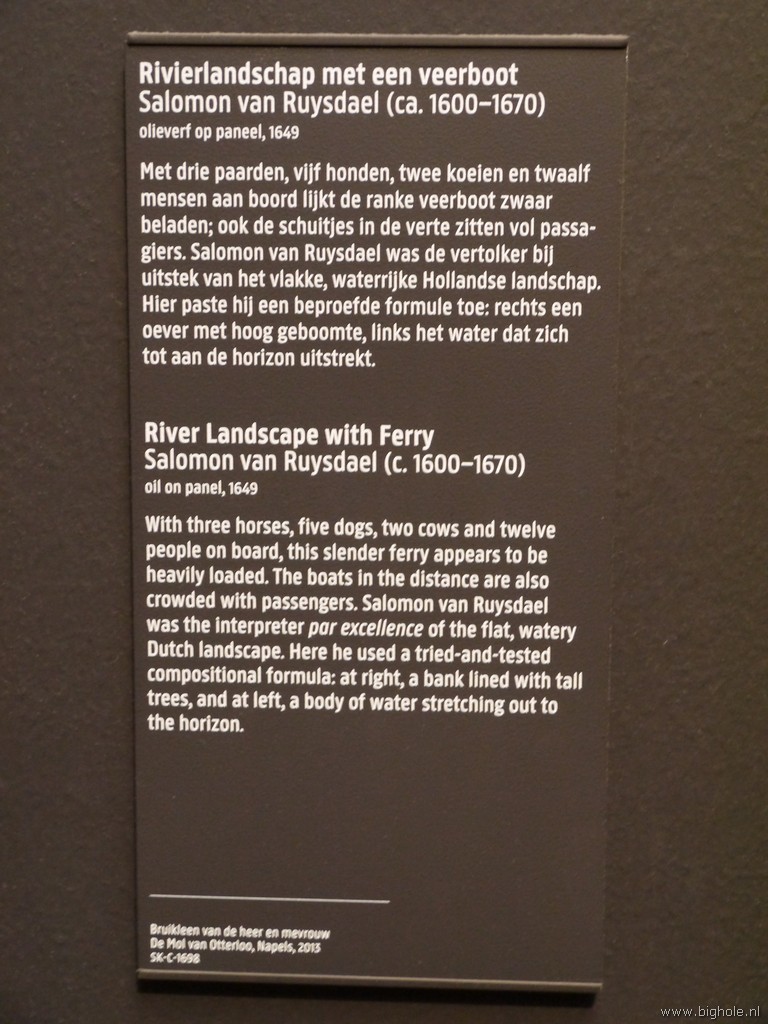 Rivierlandschap met een veerboot
Salomon van Ruysdael (ca. 1600–1670)
olieverf op paneel, 1649
Met drie paarden, vijf honden, twee koeien en twaalf
mensen aan boord lijkt de ranke veerboot zwaar
beladen; ook de schuitjes in de verte zitten vol passa-
giers. Salomon van Ruysdael was de vertolker bij
uitstek van het vlakke, waterrijke Hollandse landschap.
Hier paste hij een beproefde formule toe: rechts een
oever met hoog geboomte, links het water dat zich
tot aan de horizon uitstrekt.
River Landscape with Ferry
Salomon van Ruysdael (c. 1600–1670)
oil on panel, 1649
With three horses, five dogs, two cows and twelve
people on board, this slender ferry appears to be
heavily loaded. The boats in the distance are also
crowded with passengers. Salomon van Ruysdael
was the interpreter par excellence of the flat, watery
Dutch landscape. Here he used a tried-and-tested
compositional formula: at right, a bank lined with tall
trees, and at left, a body of water stretching out to
the horizon.
Bruikleen van de heer en mevrouw
De Mol van Otterloo, Napels, 2013
SK-C-1698
www.bighole.nl